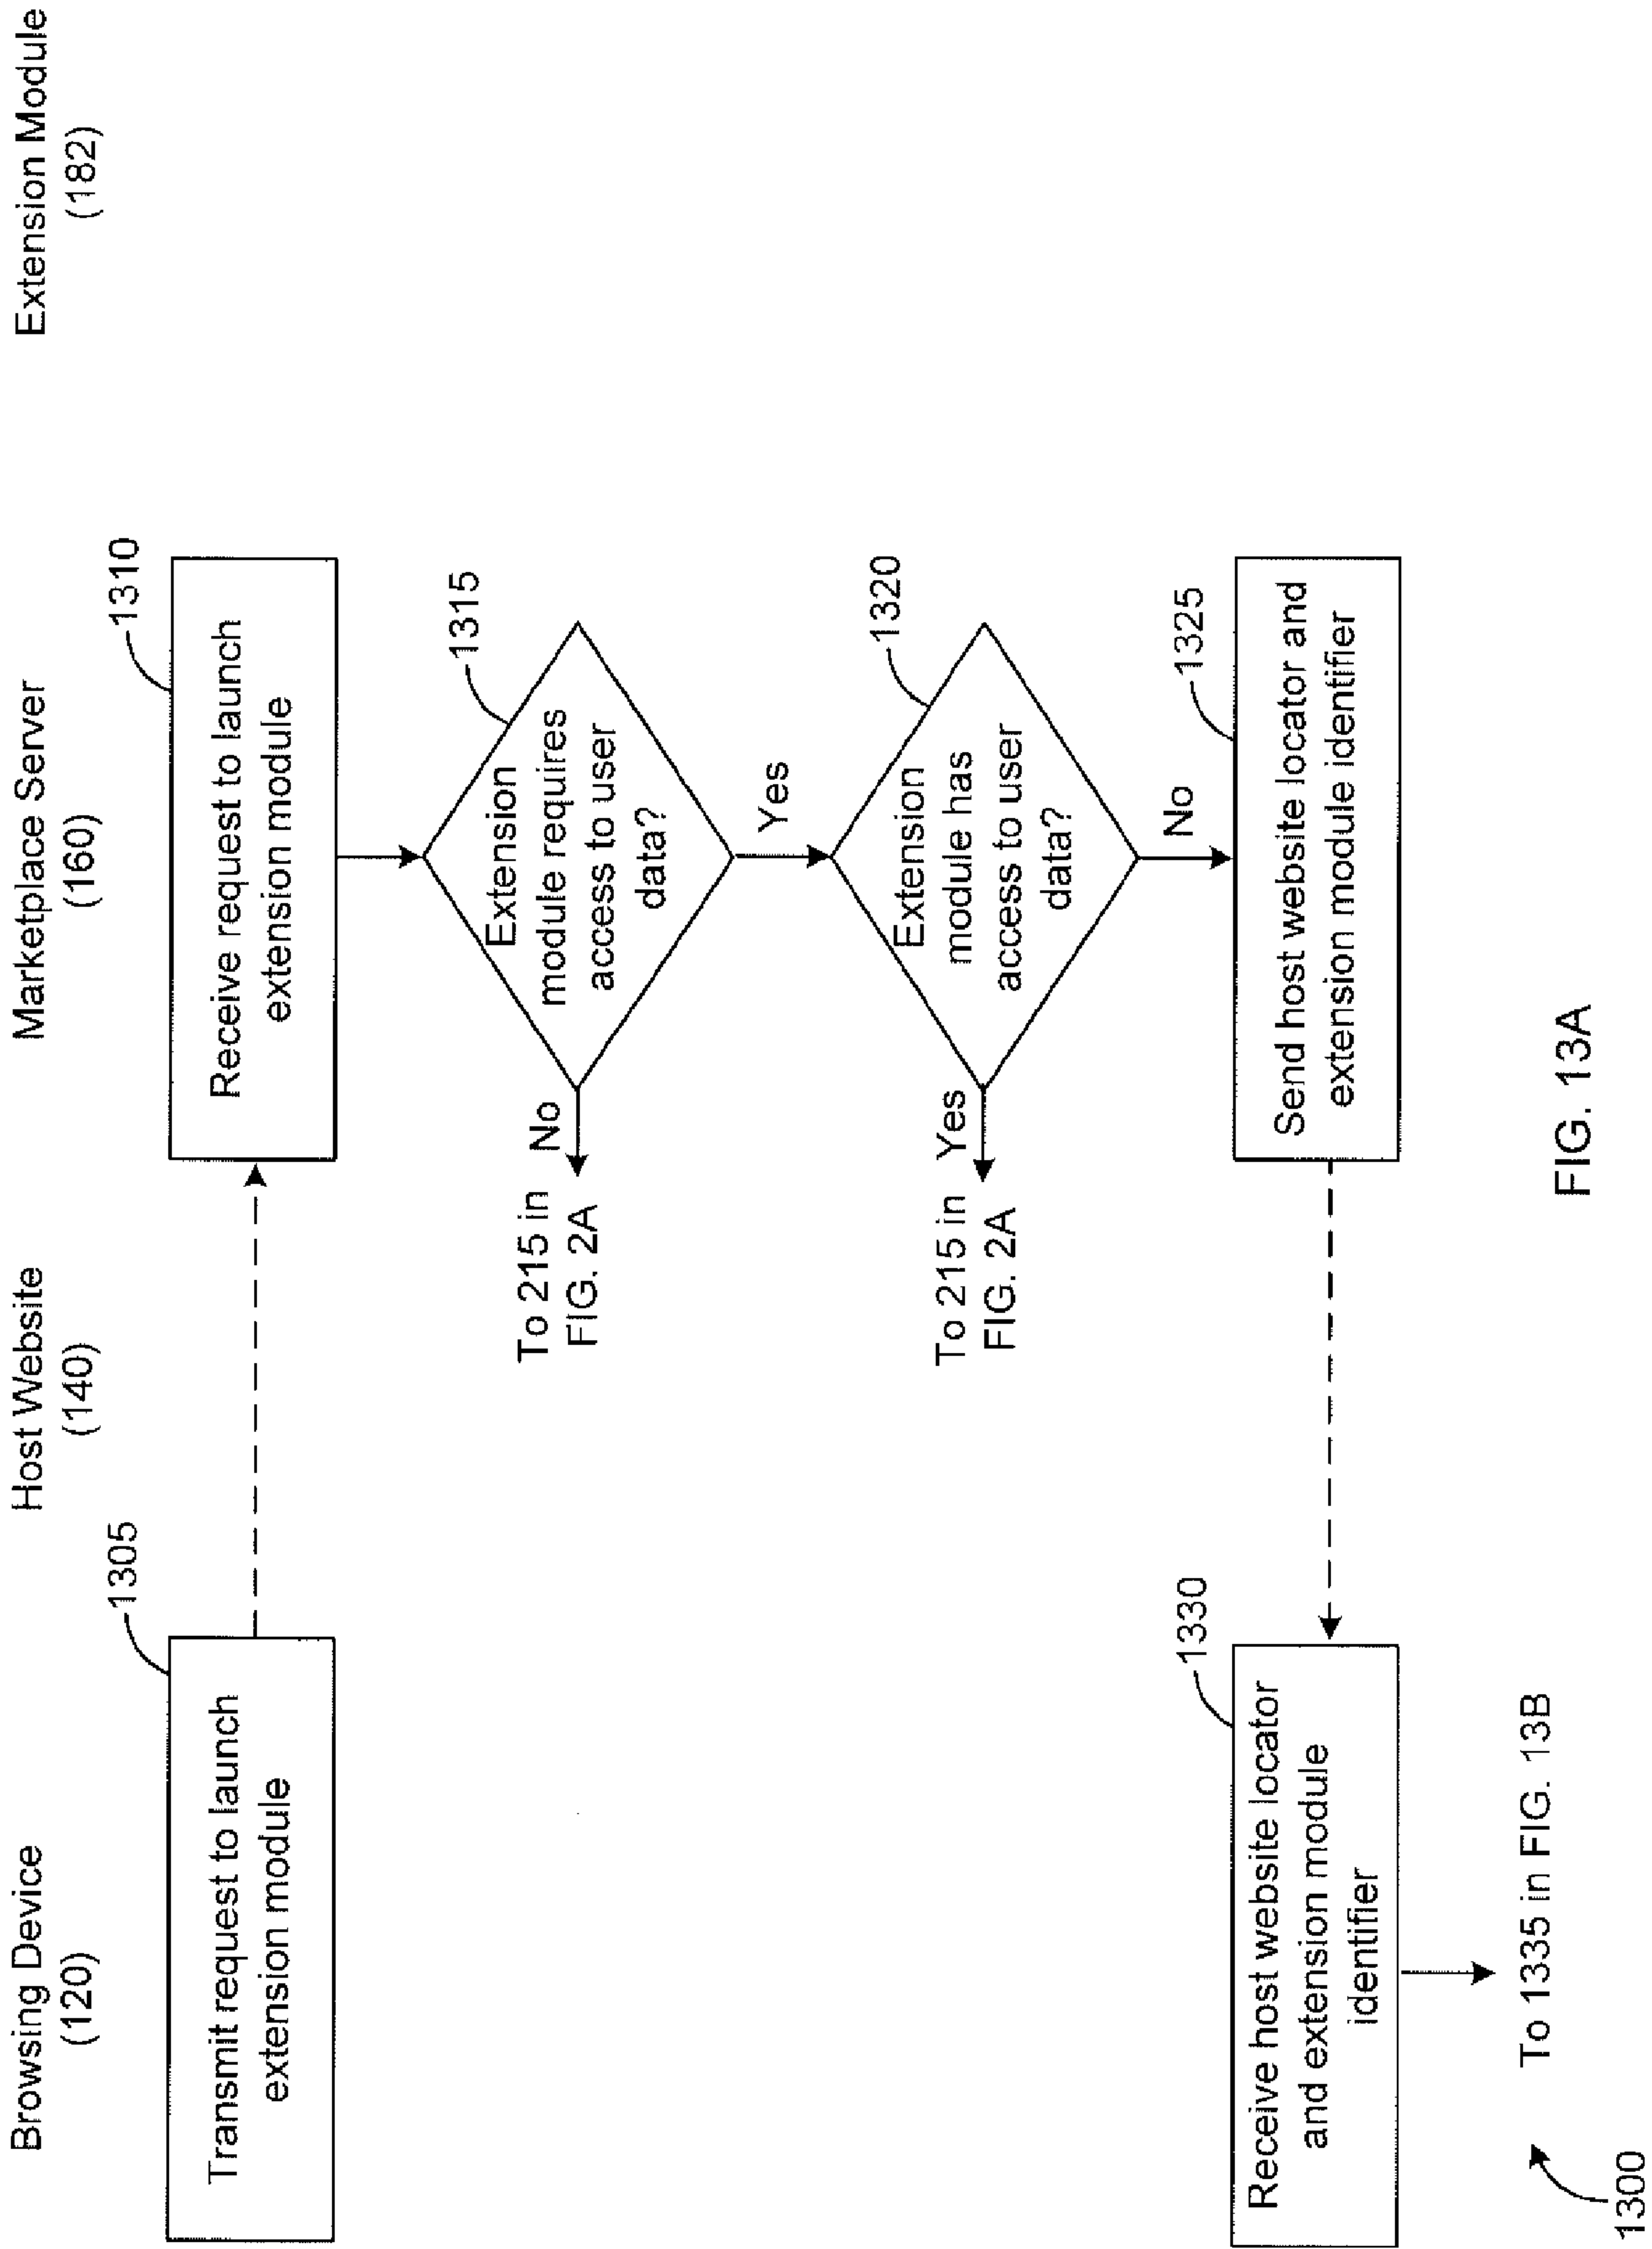 Browsing Device
(120)
Host Website
(140)
Marketplace Server
(160)
Extension Module
(182)
1305
Transmit request to launch
extension module
1310
Receive request to launch
extension module
1315
Extension
module requires
access to user
data?
No
To 215 in
FIG. 2A
Yes
1320
Extension
module has
access to user
data?
Yes
To 215 in
FIG. 2A
No
1325
Send host website locator and
extension module identifier
1330
Receive host website locator
and extension module
identifier
To 1335 in FIG. 13B
1300
FIG. 13A